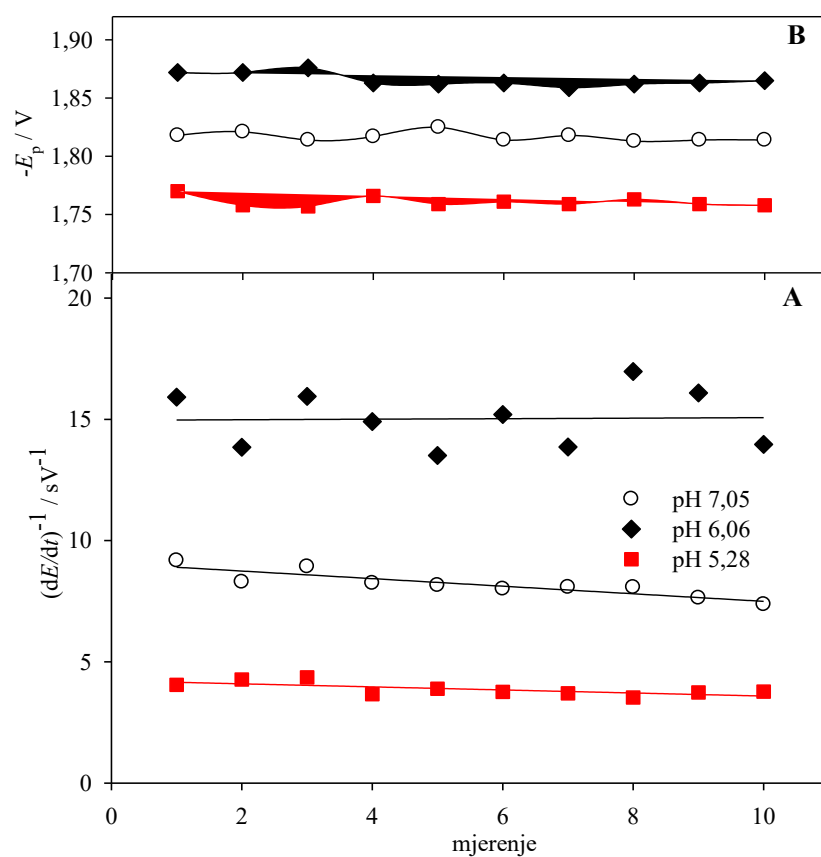 B
1,90
1,85
1,80
1,75
1,70
-Ep / V
A
20
15
10
5
0
(dE/dt)⁻¹ / sV⁻¹
pH 7,05
pH 6,06
pH 5,28
0 2 4 6 8 10
mjerenje